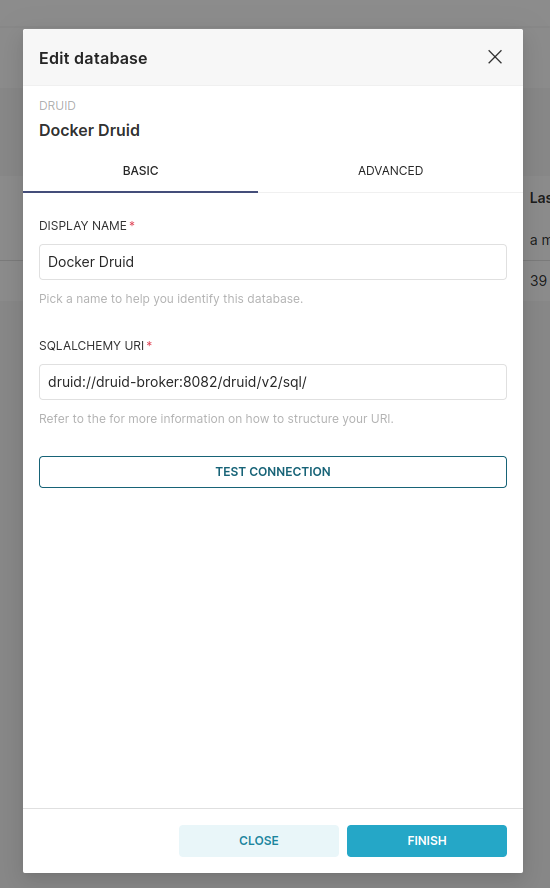 Edit database
DRUID
Docker Druid
BASIC
ADVANCED
Las
DISPLAY NAME *
a m
Docker Druid
39
Pick a name to help you identify this database.
SQLALCHEMY URI *
druid://druid-broker:8082/druid/v2/sql/
Refer to the for more information on how to structure your URI.
TEST CONNECTION
CLOSE
FINISH